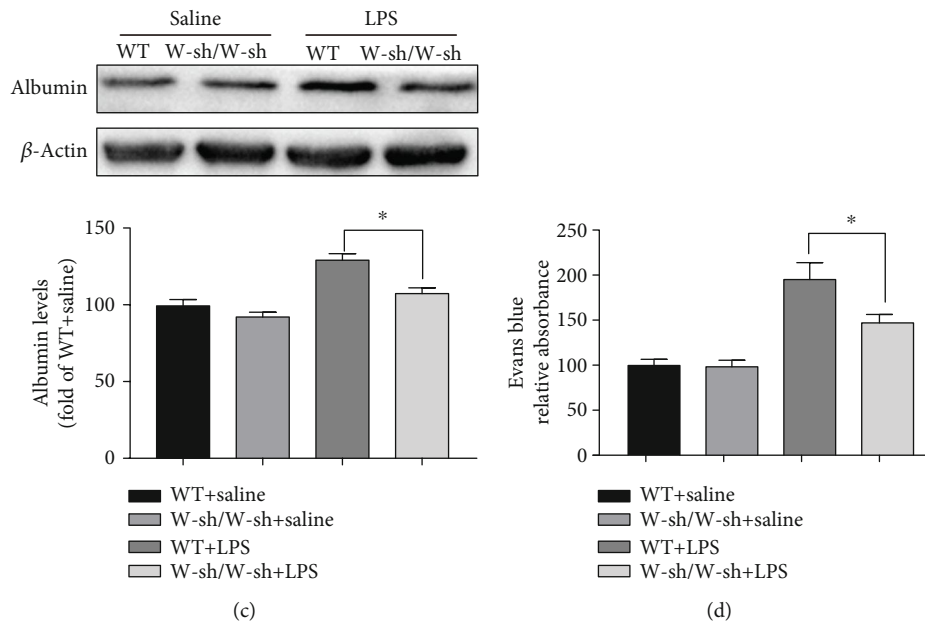 Saline LPS
WT W-sh/W-sh WT W-sh/W-sh
Albumin
β-Actin
Albumin levels
(fold of WT+saline)
150
100
50
0
*
WT+saline
W-sh/W-sh+saline
WT+LPS
W-sh/W-sh+LPS
(c)
Evans blue
relative absorbance
250
200
150
100
50
0
*
WT+saline
W-sh/W-sh+saline
WT+LPS
W-sh/W-sh+LPS
(d)